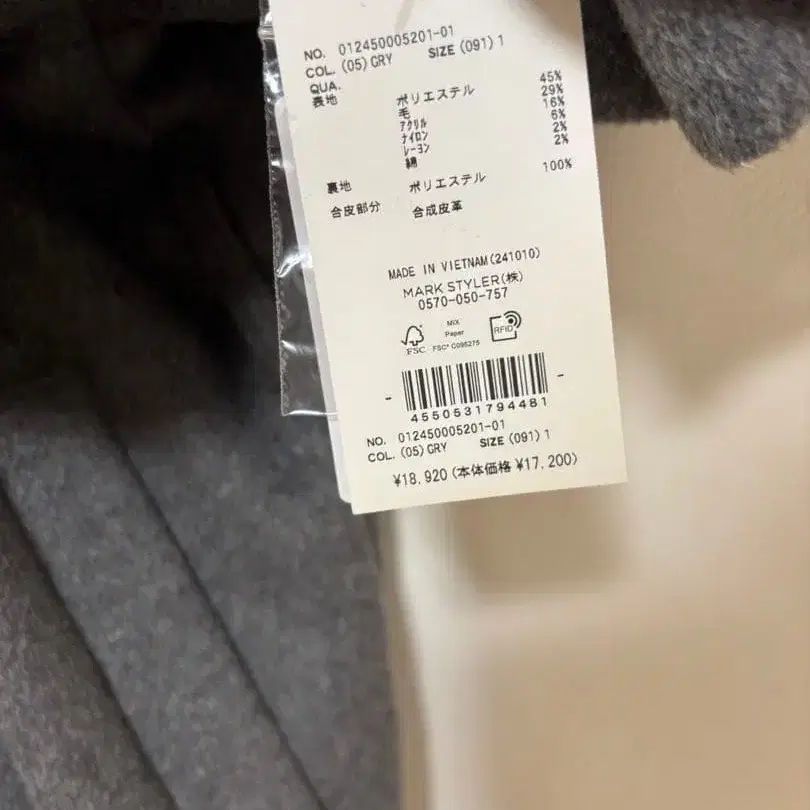 NO. 012450005201-01
COL. (05) GRY SIZE (091) 1
QUA.
表地 ポリエステル 45%
毛 29%
アクリル 16%
ナイロン 6%
レーヨン 2%
綿 2%
裏地 ポリエステル 100%
合皮部分 合成皮革
MADE IN VIETNAM(241010)
MARK STYLER(株)
0570-050-757
FSC
MIX
Paper
FSC® C095275
RFID
4550531794481
NO. 012450005201-01
COL. (05) GRY SIZE (091) 1
¥18,920(本体価格 ¥17,200)